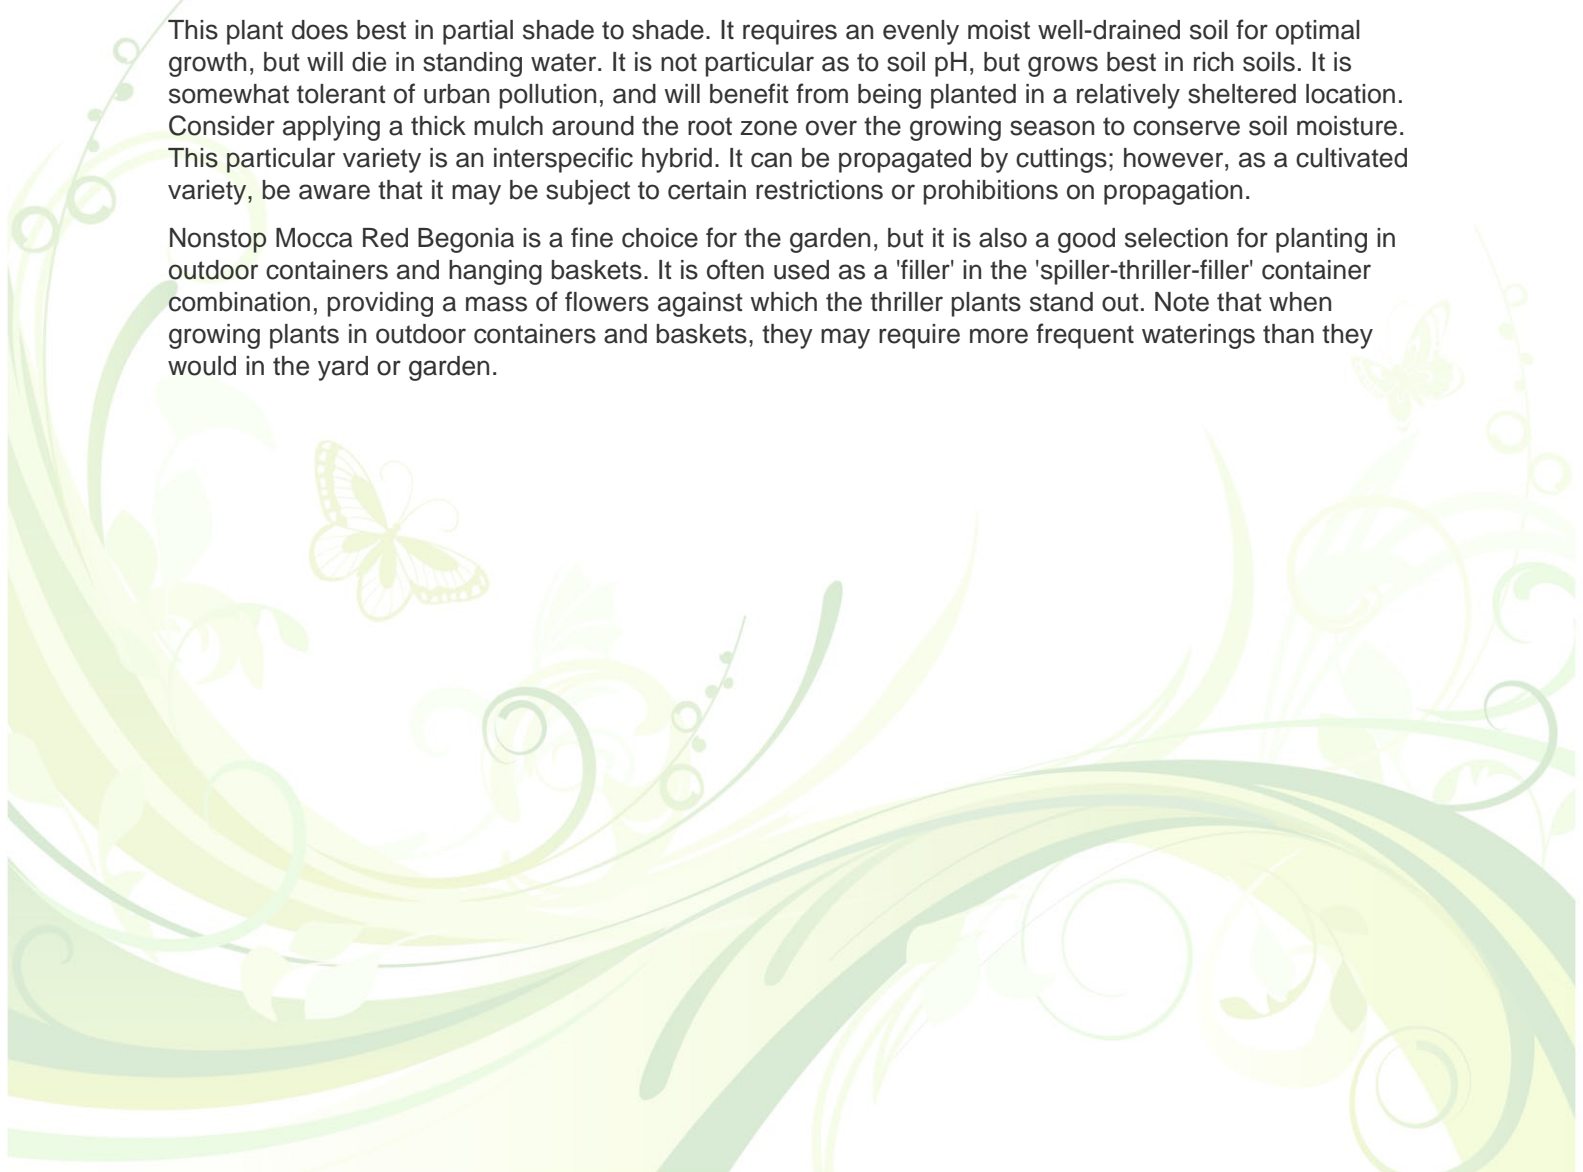 This plant does best in partial shade to shade. It requires an evenly moist well-drained soil for optimal
growth, but will die in standing water. It is not particular as to soil pH, but grows best in rich soils. It is
somewhat tolerant of urban pollution, and will benefit from being planted in a relatively sheltered location.
Consider applying a thick mulch around the root zone over the growing season to conserve soil moisture.
This particular variety is an interspecific hybrid. It can be propagated by cuttings; however, as a cultivated
variety, be aware that it may be subject to certain restrictions or prohibitions on propagation.
Nonstop Mocca Red Begonia is a fine choice for the garden, but it is also a good selection for planting in
outdoor containers and hanging baskets. It is often used as a 'filler' in the 'spiller-thriller-filler' container
combination, providing a mass of flowers against which the thriller plants stand out. Note that when
growing plants in outdoor containers and baskets, they may require more frequent waterings than they
would in the yard or garden.